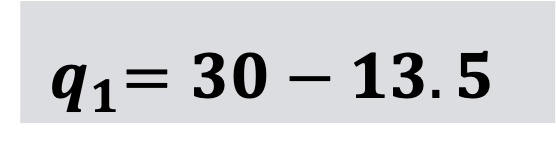 q₁= 30 – 13.5